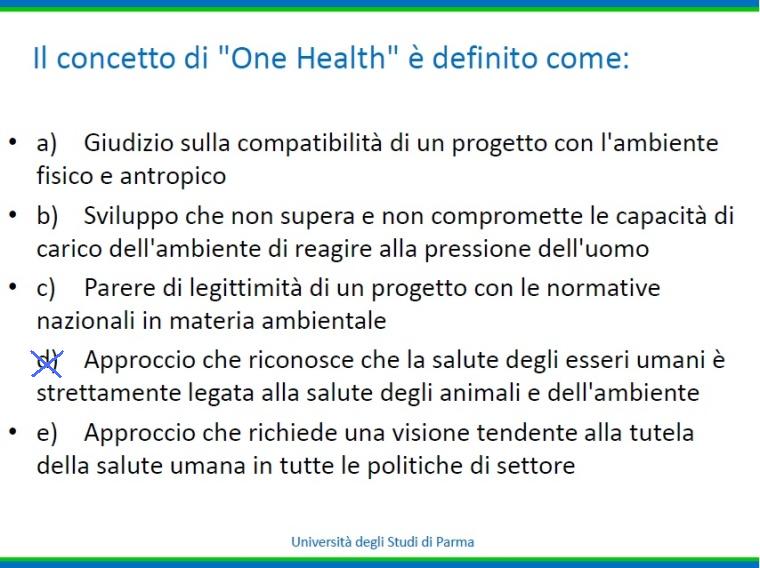 Il concetto di "One Health" è definito come:
• a) Giudizio sulla compatibilità di un progetto con l'ambiente
fisico e antropico
• b) Sviluppo che non supera e non compromette le capacità di
carico dell'ambiente di reagire alla pressione dell'uomo
• c) Parere di legittimità di un progetto con le normative
nazionali in materia ambientale
d) Approccio che riconosce che la salute degli esseri umani è
strettamente legata alla salute degli animali e dell'ambiente
• e) Approccio che richiede una visione tendente alla tutela
della salute umana in tutte le politiche di settore
Università degli Studi di Parma